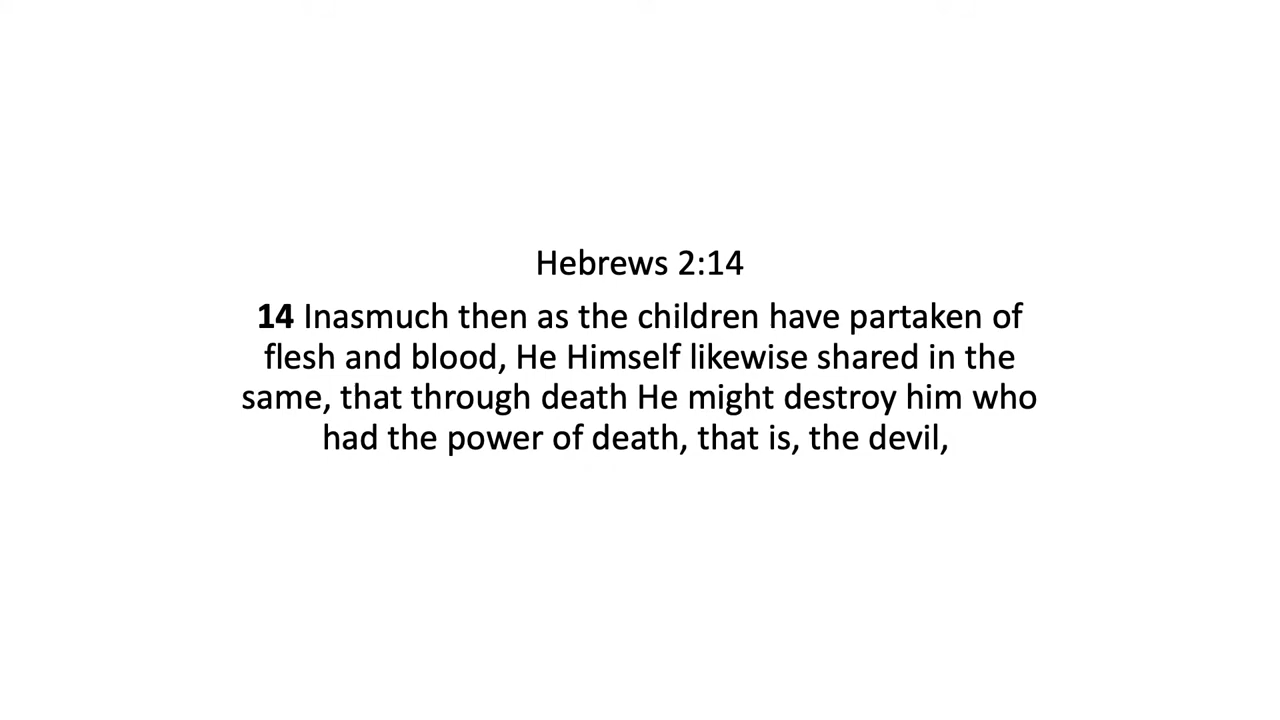 Hebrews 2:14
14 Inasmuch then as the children have partaken of
flesh and blood, He Himself likewise shared in the
same, that through death He might destroy him who
had the power of death, that is, the devil,